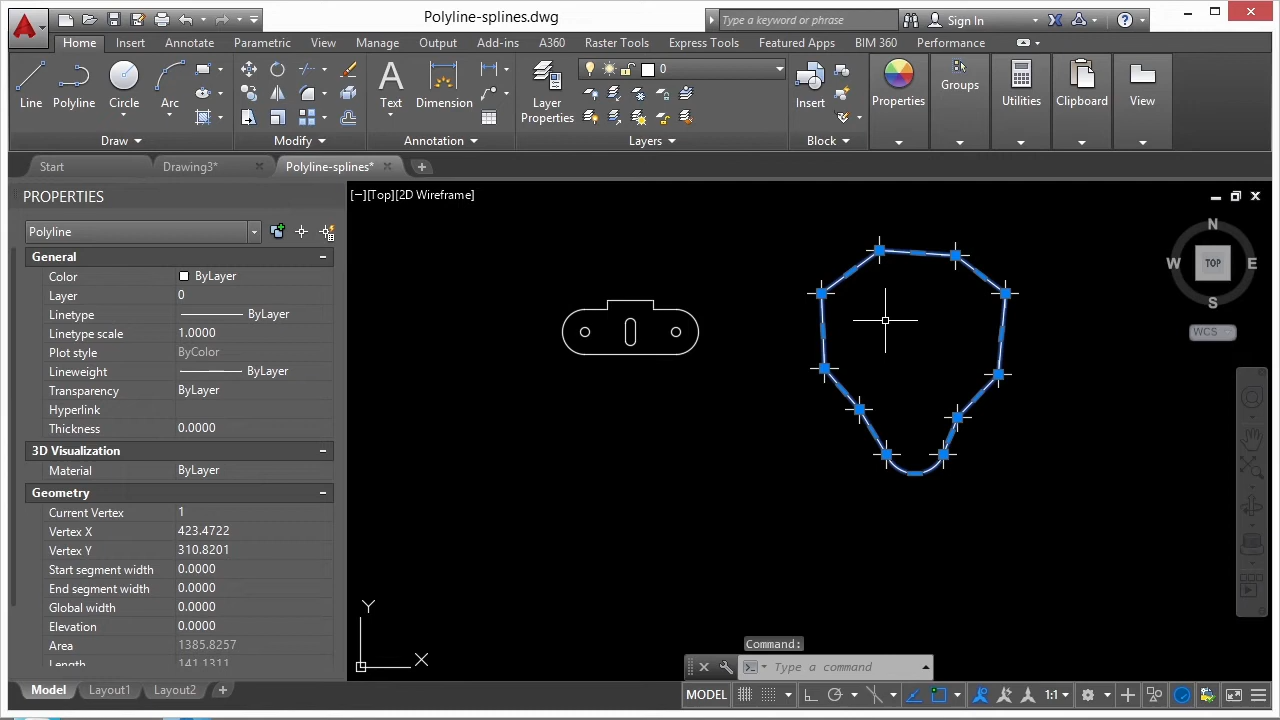 Polyline-splines.dwg
Type a keyword or phrase
Sign In
Home Insert Annotate Parametric View Manage Output Add-ins A360 Raster Tools Express Tools Featured Apps BIM 360 Performance
Line Polyline Circle Arc
Text Dimension
Layer Properties
0
Insert
Properties Groups Utilities Clipboard View
Draw Modify Annotation Layers Block
Start Drawing3* Polyline-splines*
PROPERTIES
[−][Top][2D Wireframe]
Polyline
General
Color ByLayer
Layer 0
Linetype ByLayer
Linetype scale 1.0000
Plot style ByColor
Lineweight ByLayer
Transparency ByLayer
Hyperlink
Thickness 0.0000
3D Visualization
Material ByLayer
Geometry
Current Vertex 1
Vertex X 423.4722
Vertex Y 310.8201
Start segment width 0.0000
End segment width 0.0000
Global width 0.0000
Elevation 0.0000
Area 1385.8257
Length 141.1311
N
W TOP E
S
WCS
Y
X
Command:
Type a command
Model Layout1 Layout2
MODEL 1:1